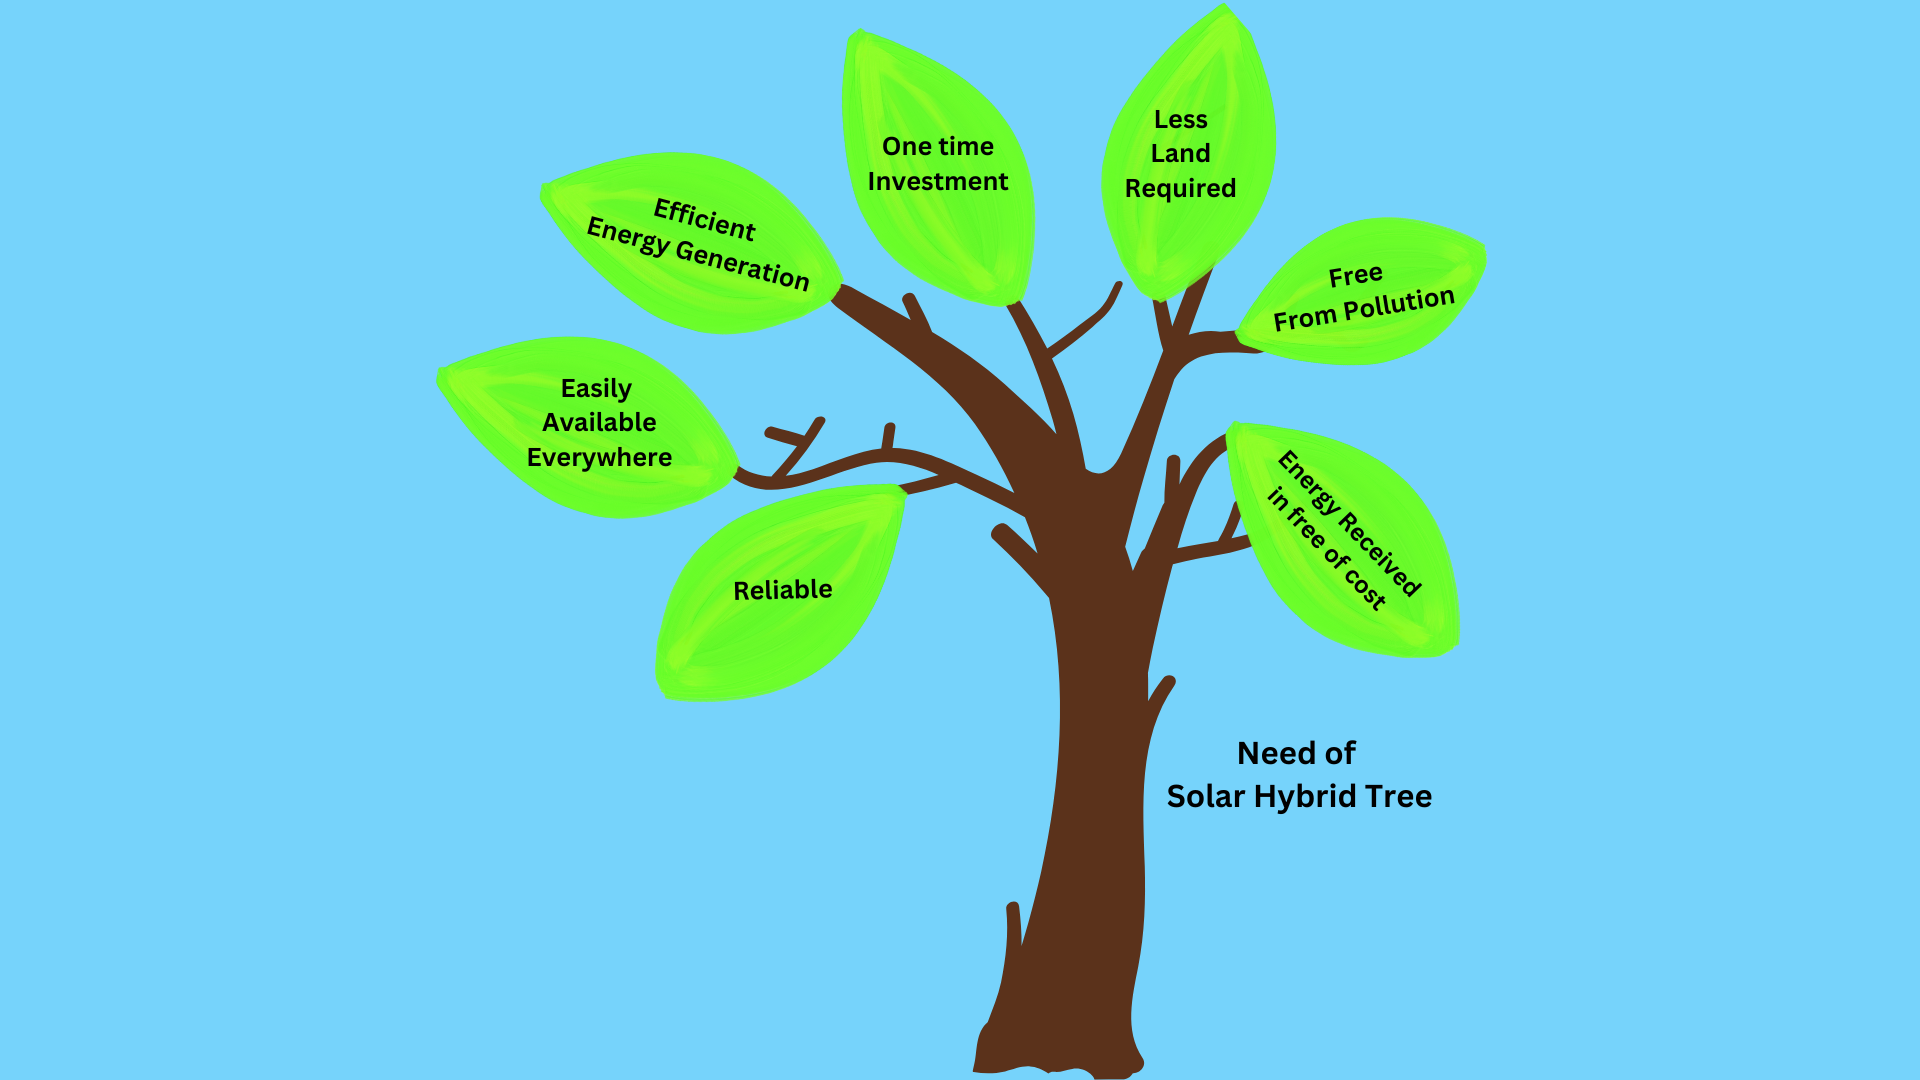 One time
Investment
Less
Land
Required
Efficient
Energy Generation
Free
From Pollution
Easily
Available
Everywhere
Energy Received
in free of cost
Reliable
Need of
Solar Hybrid Tree